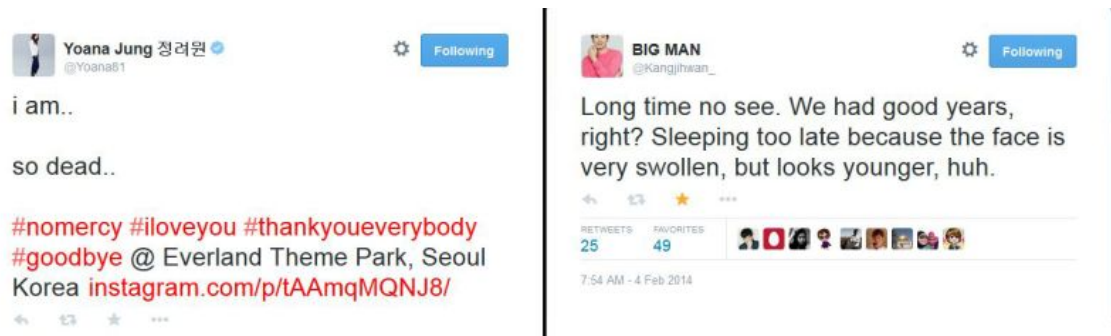 Yoana Jung 정려원
@Yoana81
Following
i am..
so dead..
#nomercy #iloveyou #thankyoueverybody
#goodbye @ Everland Theme Park, Seoul
Korea instagram.com/p/tAAmqMQNJ8/
BIG MAN
@Kangjihwan_
Following
Long time no see. We had good years,
right? Sleeping too late because the face is
very swollen, but looks younger, huh.
RETWEETS FAVORITES
25 49
7:54 AM - 4 Feb 2014